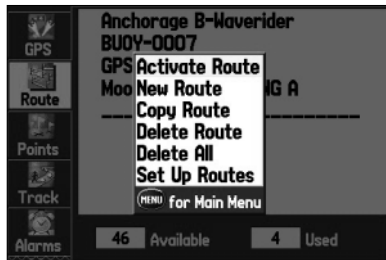 GPS
Route
Points
Track
Alarms
Anchorage B-Waverider
BUOY-0007
GPS
Moo
NG A
Activate Route
New Route
Copy Route
Delete Route
Delete All
Set Up Routes
MENU for Main Menu
46 Available
4 Used